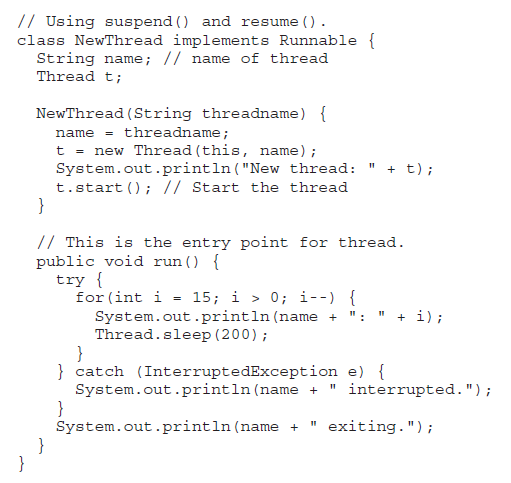 // Using suspend() and resume().
class NewThread implements Runnable {
  String name; // name of thread
  Thread t;

  NewThread(String threadname) {
    name = threadname;
    t = new Thread(this, name);
    System.out.println("New thread: " + t);
    t.start(); // Start the thread
  }

  // This is the entry point for thread.
  public void run() {
    try {
      for(int i = 15; i > 0; i--) {
        System.out.println(name + ": " + i);
        Thread.sleep(200);
      }
    } catch (InterruptedException e) {
      System.out.println(name + " interrupted.");
    }
    System.out.println(name + " exiting.");
  }
}